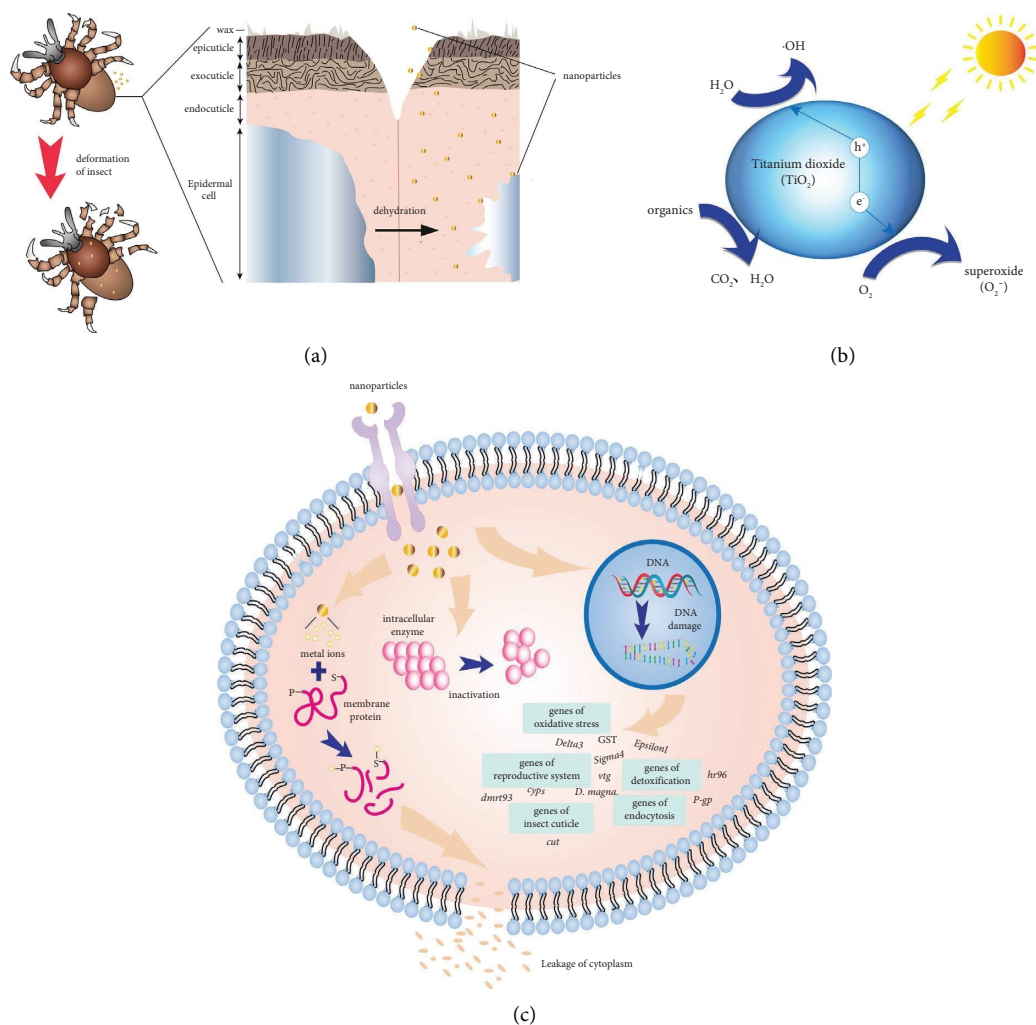 wax
epicuticle
exocuticle
endocuticle
Epidermal
cell
nanoparticles
deformation
of insect
dehydration
(a)
·OH
H₂O
h⁺
Titanium dioxide
(TiO₂)
e⁻
organics
CO₂、 H₂O
O₂
superoxide
(O₂⁻)
(b)
nanoparticles
DNA
DNA
damage
intracellular
enzyme
inactivation
metal ions
S
P
membrane
protein
S
P
genes of
oxidative stress
Delta3 GST Epsilonl
Sigma4
genes of
reproductive system
vtg
genes of
detoxification
hr96
cyps
dmrt93
D. magna.
genes of
insect cuticle
genes of
endocytosis
P-gp
cut
Leakage of cytoplasm
(c)